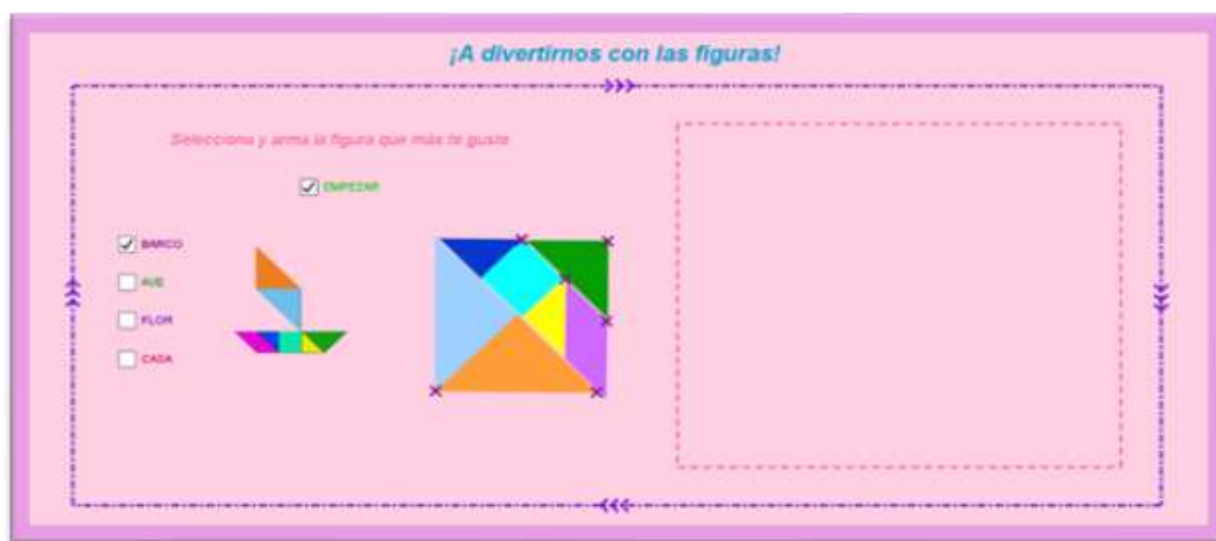 ¡A divertirnos con las figuras!
Selecciona y arma la figura que más te guste
EMPEZAR
BARCO
AVE
FLOR
CASA